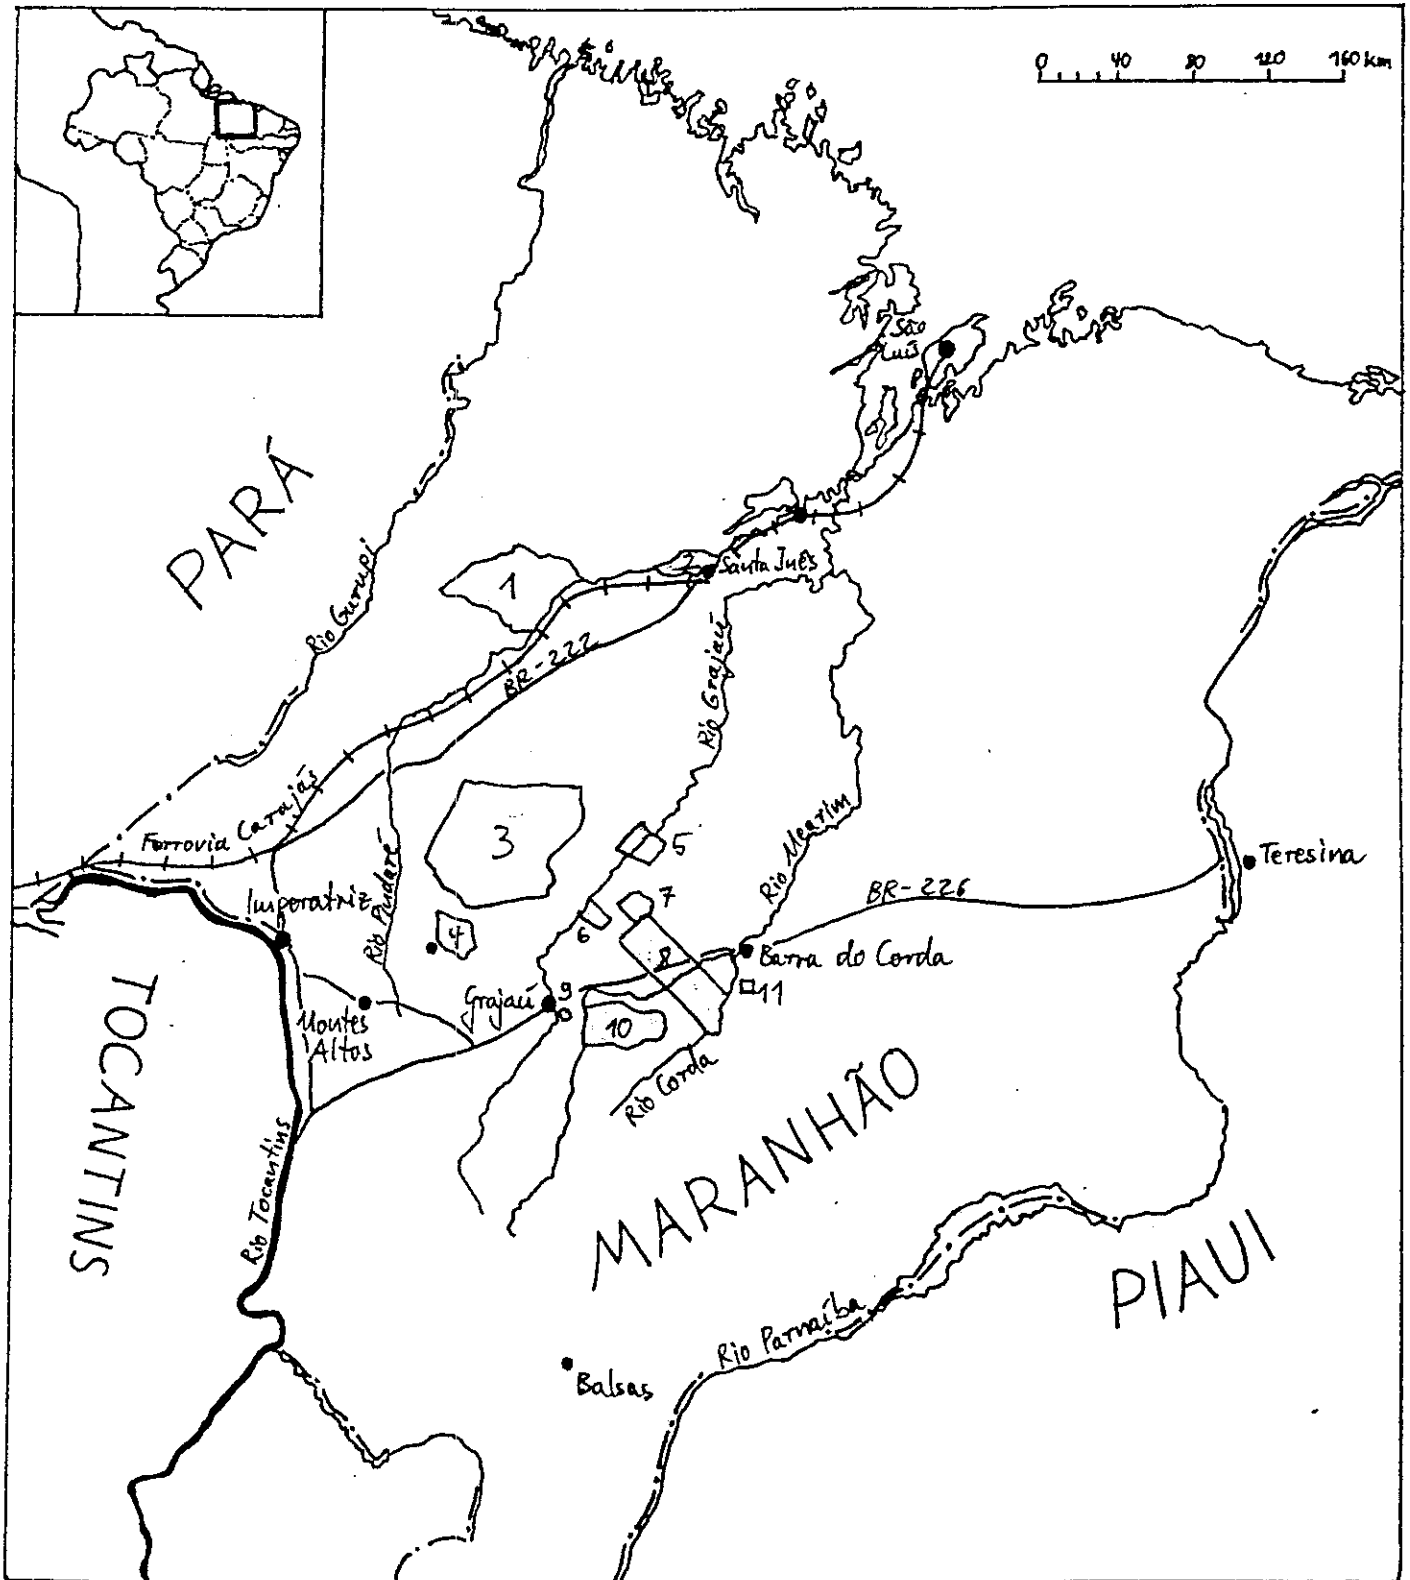 0 40 80 120 160 km
São
Luís
P
PARÁ
1
2
Santa Inês
Rio Gurupi
BR-222
Rio Grajaú
Ferrovia Carajás
3
5
Rio Mearim
Teresina
Rio Pindaré
Imperatriz
7
BR-226
6
4
8
Barra do Corda
Grajaú
9
11
Montes
Altos
10
Rio Corda
TOCANTINS
MARANHÃO
Rio Tocantins
PIAUI
Rio Parnaíba
Balsas